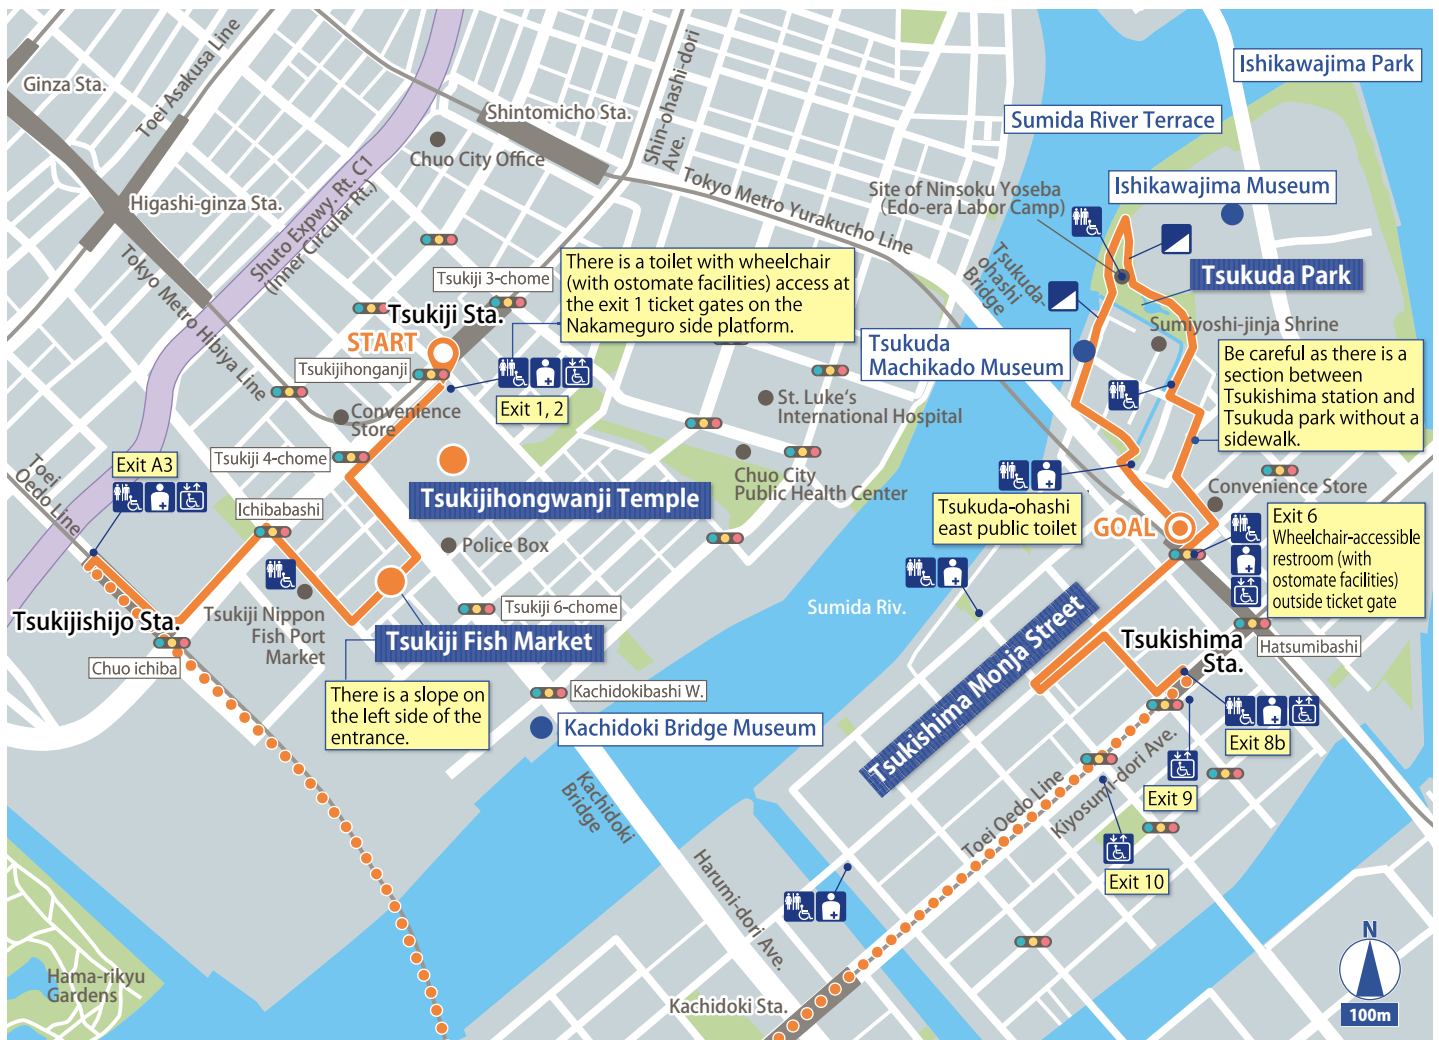 Ishikawajima Park
Ginza Sta.
Toei Asakusa Line
Shintomicho Sta.
Shin-ohashi-dori
Ave.
Sumida River Terrace
Chuo City Office
Shuto Expwy. Rt. C1
(Inner Circular Rt.)
Tokyo Metro Yurakucho Line
Site of Ninsoku Yoseba
(Edo-era Labor Camp)
Ishikawajima Museum
Higashi-ginza Sta.
Tokyo Metro Hibiya Line
Tsukiji 3-chome
There is a toilet with wheelchair
(with ostomate facilities) access at
the exit 1 ticket gates on the
Nakameguro side platform.
Tsukuda-
ohashi
Bridge
Tsukuda Park
Tsukiji Sta.
START
Tsukijihonganji
Exit 1, 2
Tsukuda
Machikado Museum
Sumiyoshi-jinja Shrine
Be careful as there is a
section between
Tsukishima station and
Tsukuda park without a
sidewalk.
Convenience
Store
St. Luke's
International Hospital
Tsukiji 4-chome
Exit A3
Toei
Oedo Line
Tsukijihongwanji Temple
Chuo City
Public Health Center
Convenience Store
Ichibabashi
Police Box
Tsukuda-ohashi
east public toilet
GOAL
Exit 6
Wheelchair-accessible
restroom (with
ostomate facilities)
outside ticket gate
Tsukijishijo Sta.
Tsukiji Nippon
Fish Port
Market
Tsukiji 6-chome
Sumida Riv.
Tsukiji Fish Market
Chuo ichiba
Tsukishima Monja Street
Tsukishima
Sta.
Hatsumibashi
There is a slope on
the left side of the
entrance.
Kachidokibashi W.
Kachidoki Bridge Museum
Exit 8b
Kachidoki
Bridge
Toei Oedo Line
Kiyosumi-dori Ave.
Exit 9
Exit 10
Harumi-dori Ave.
Hama-rikyu
Gardens
Kachidoki Sta.
N
100m